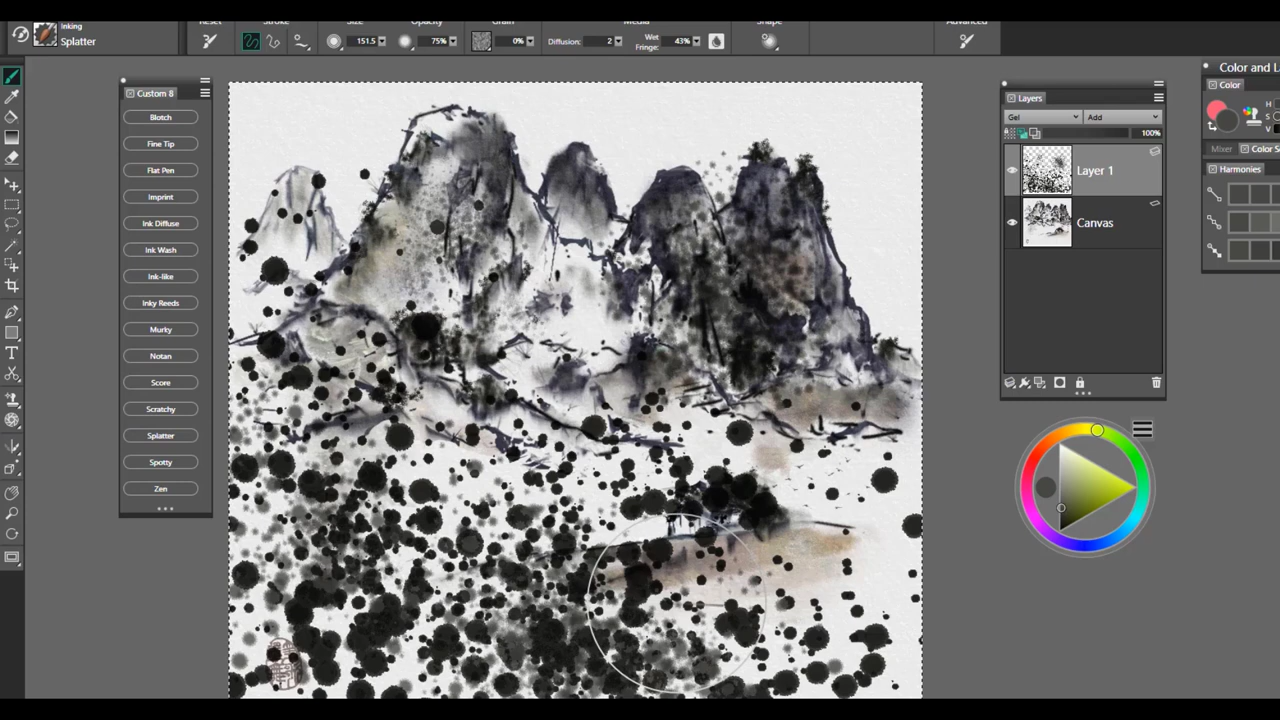 Inking
Splatter
Reset
Stroke
Size
Opacity
Grain
Media
Shape
Advanced
151.5
75%
0%
Diffusion: 2
Wet
Fringe: 43%
Custom 8
Blotch
Fine Tip
Flat Pen
Imprint
Ink Diffuse
Ink Wash
Ink-like
Inky Reeds
Murky
Notan
Score
Scratchy
Splatter
Spotty
Zen
Layers
Gel
Add
100%
Layer 1
Canvas
Color and
Color
H
S
V
Mixer
Harmonies